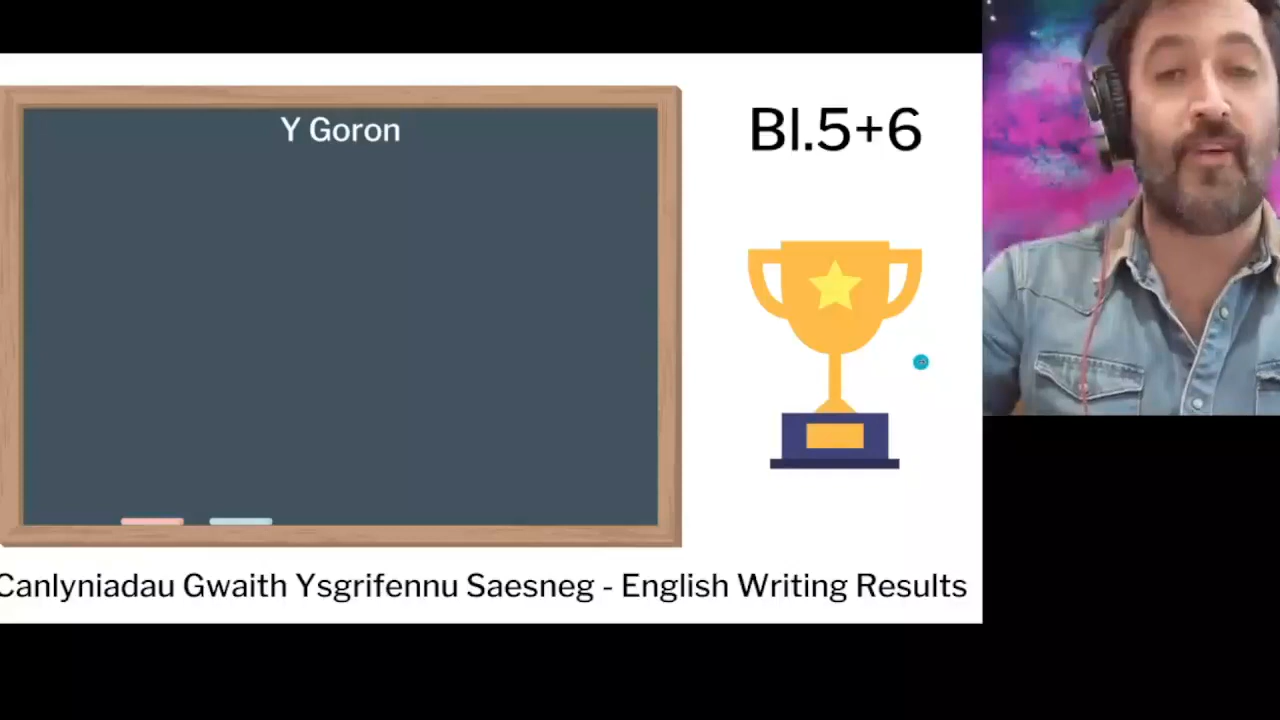 Y Goron
Bl.5+6
Canlyniadau Gwaith Ysgrifennu Saesneg - English Writing Results